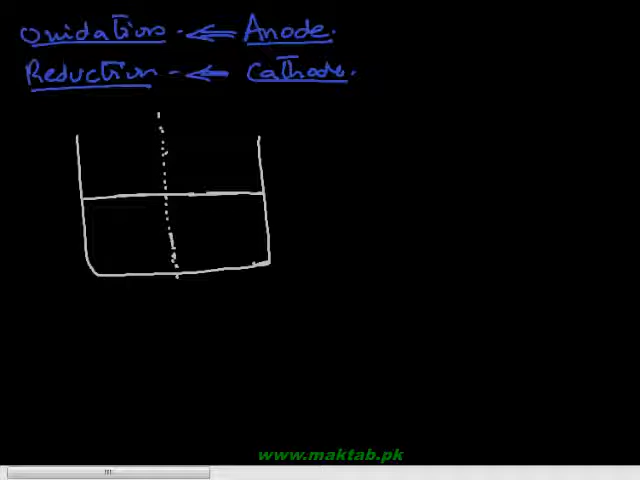 Oxidation - ⇐ Anode.
Reduction - ⇐ Cathode.
www.maktab.pk